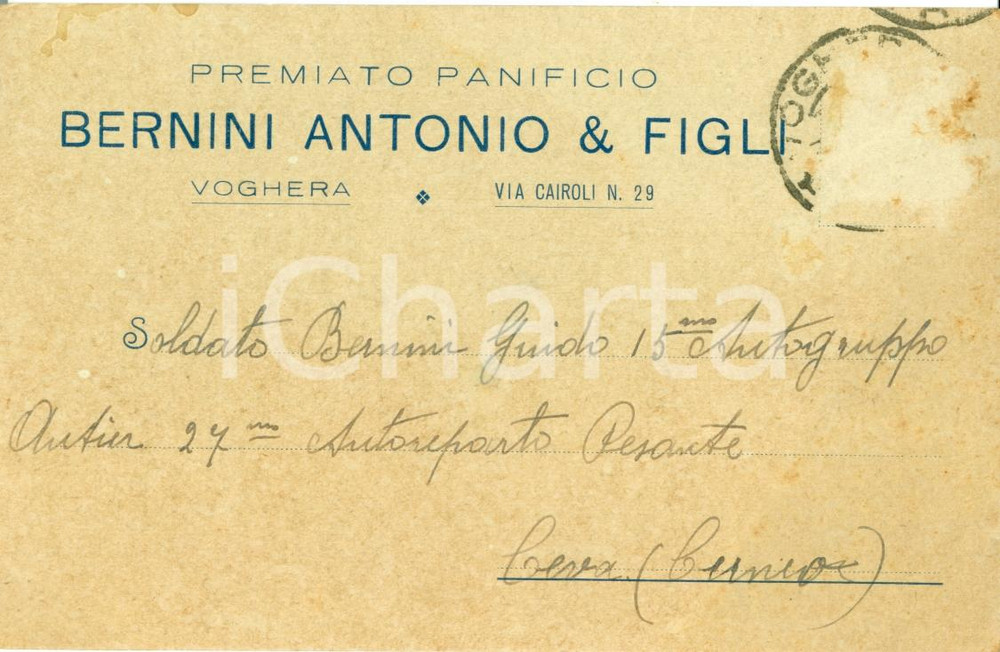 PREMIATO PANIFICIO
BERNINI ANTONIO & FIGLI
VOGHERA VIA CAIROLI N. 29
iCharta
Soldato Bernini Guido 15mo Autogruppo
27mo Autoreparto Pesante
Ceva (Cuneo)